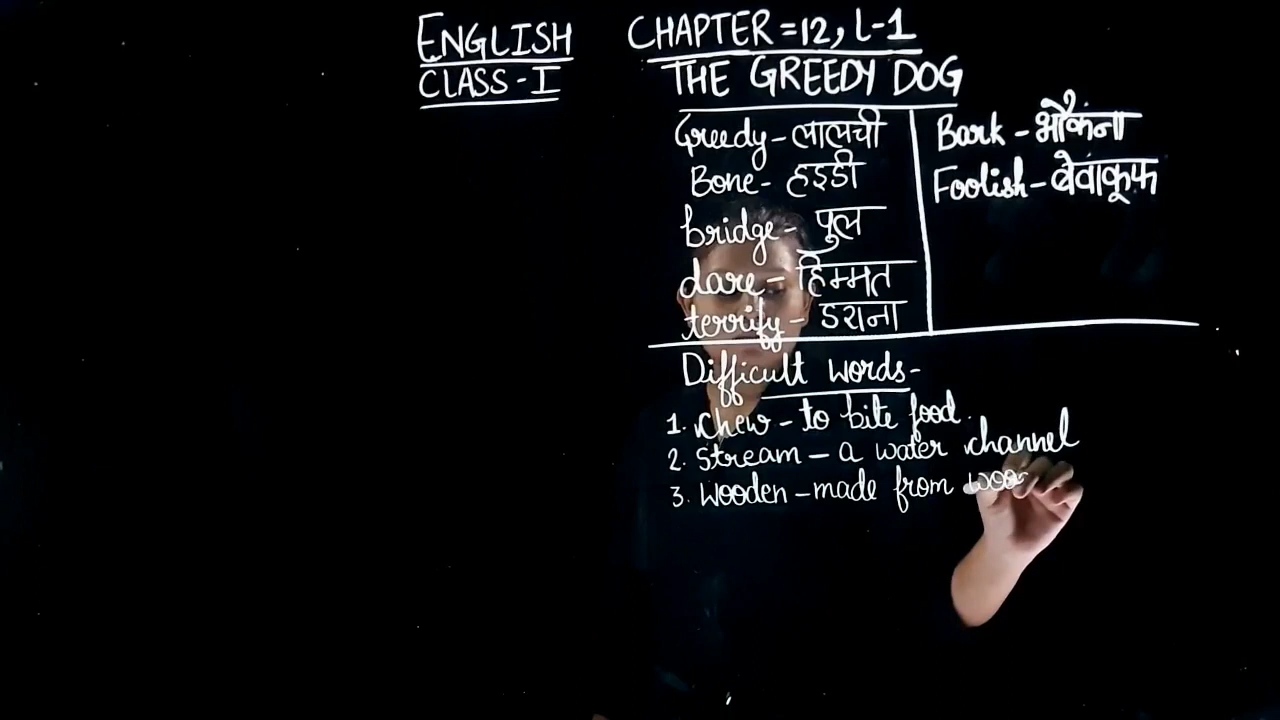 ENGLISH
CLASS-I
CHAPTER=12, L-1
THE GREEDY DOG
Greedy-लालची
Bone-हड्डी
bridge-पुल
dare-हिम्मत
terrify-डराना
Bark-भौकंना
Foolish-बेवाकूफ
Difficult words-
1. Chew-to bite food.
2. Stream-a water channel
3. Wooden-made from woo